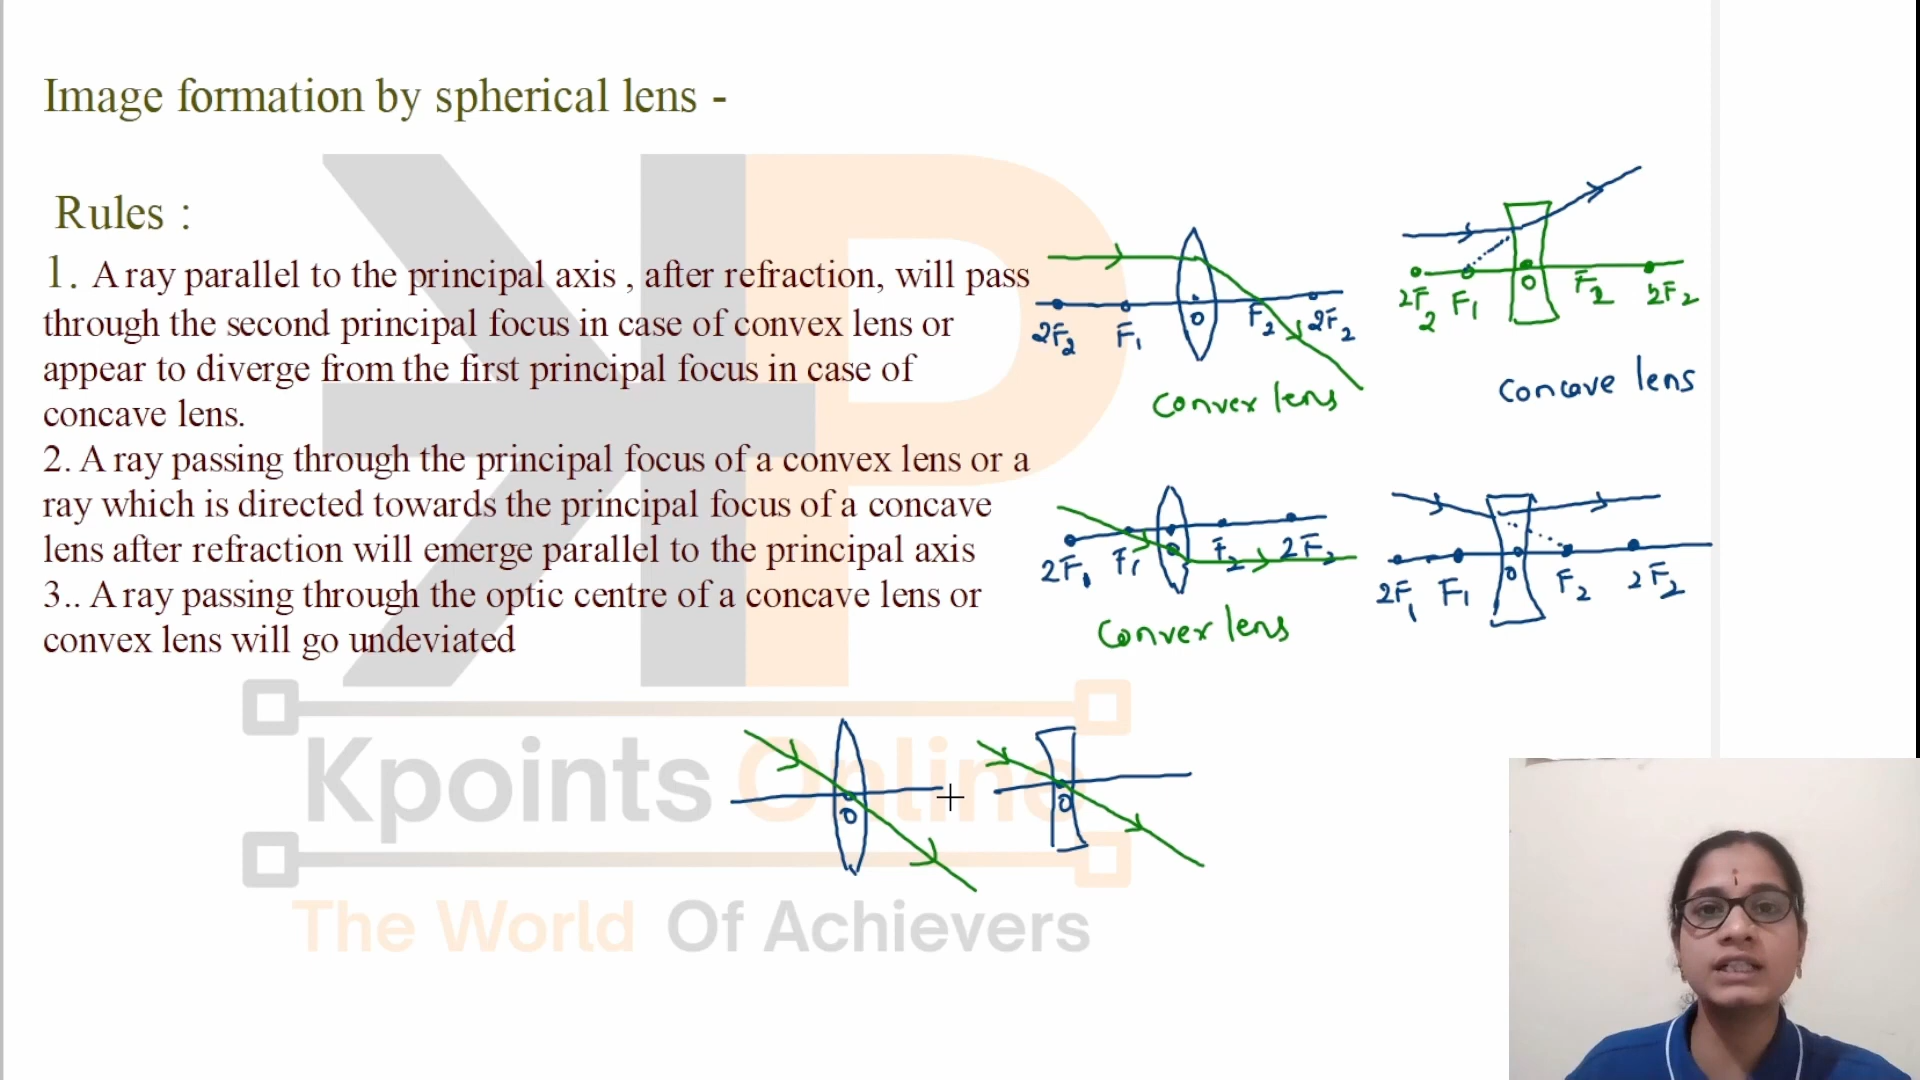 Image formation by spherical lens -
Rules :
1. A ray parallel to the principal axis , after refraction, will pass
through the second principal focus in case of convex lens or
appear to diverge from the first principal focus in case of
concave lens.
2. A ray passing through the principal focus of a convex lens or a
ray which is directed towards the principal focus of a concave
lens after refraction will emerge parallel to the principal axis
3.. A ray passing through the optic centre of a concave lens or
convex lens will go undeviated
2F2 F1 O F2 2F2
Convex lens
2F2 F1 O F2 2F2
Concave lens
2F1 F1 O F2 2F2
Convex lens
2F1 F1 O F2 2F2
O
O
KP
Kpoints Online
The World Of Achievers